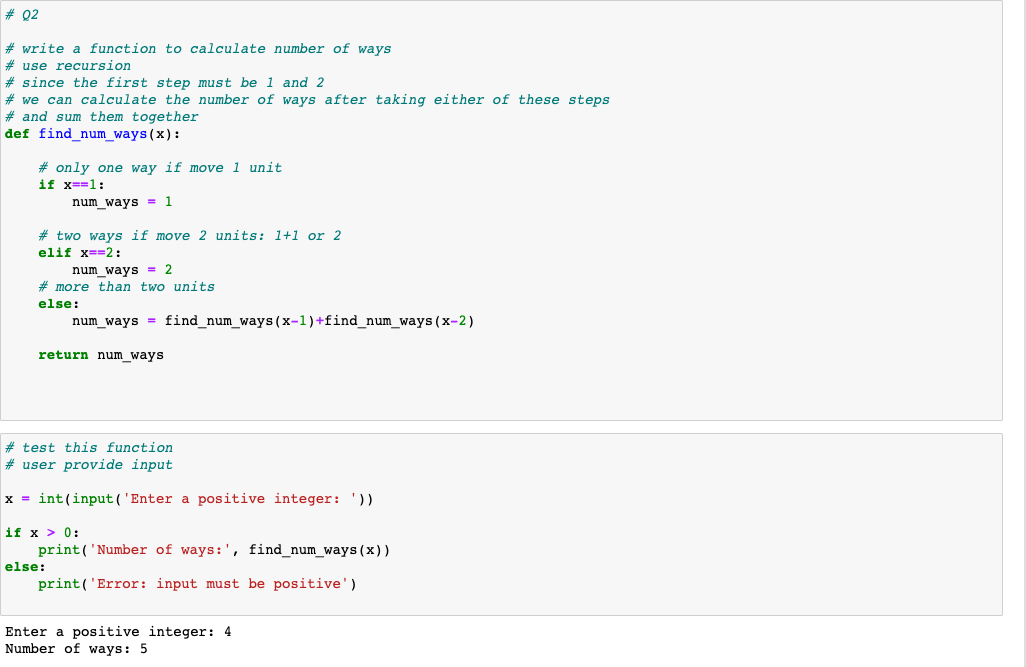 # Q2
# write a function to calculate number of ways
# use recursion
# since the first step must be 1 and 2
# we can calculate the number of ways after taking either of these steps
# and sum them together
def find_num_ways(x):
# only one way if move 1 unit
if x==1:
num_ways = 1
# two ways if move 2 units: 1+1 or 2
elif x==2:
num_ways = 2
# more than two units
else:
num_ways = find_num_ways(x-1)+find_num_ways(x-2)
return num_ways
# test this function
# user provide input
x = int(input('Enter a positive integer: '))
if x > 0:
print('Number of ways:', find_num_ways(x))
else:
print('Error: input must be positive')
Enter a positive integer: 4
Number of ways: 5